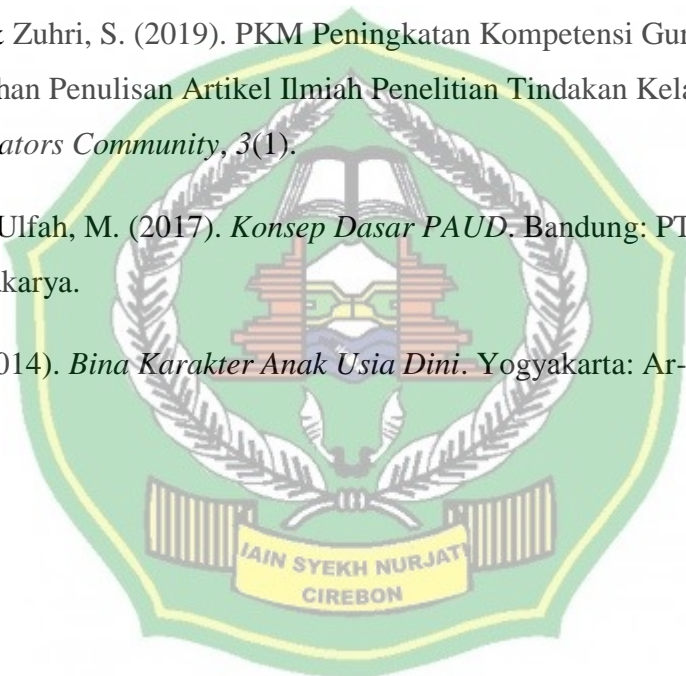 Zuhri, S. (2019). PKM Peningkatan Kompetensi Gur
han Penulisan Artikel Ilmiah Penelitian Tindakan Kela
ators Community, 3(1).
Ulfah, M. (2017). Konsep Dasar PAUD. Bandung: PT
akarya.
014). Bina Karakter Anak Usia Dini. Yogyakarta: Ar-
IAIN SYEKH NURJATI
CIREBON